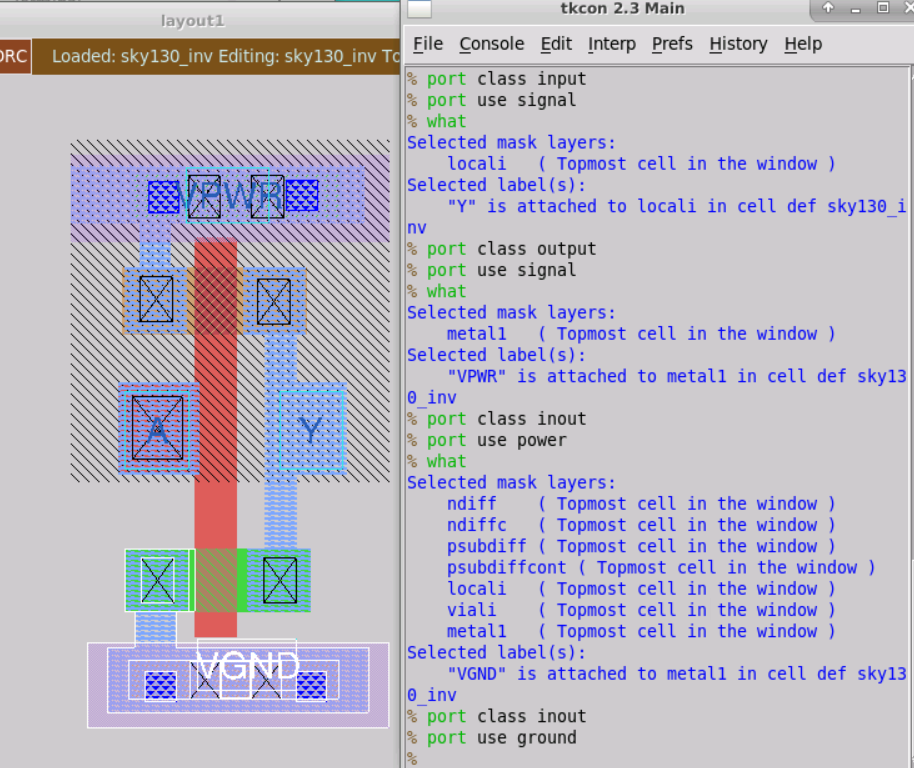 layout1
DRC
Loaded: sky130_inv Editing: sky130_inv To
VPWR
A
Y
VGND
tkcon 2.3 Main
File Console Edit Interp Prefs History Help
% port class input
% port use signal
% what
Selected mask layers:
locali ( Topmost cell in the window )
Selected label(s):
"Y" is attached to locali in cell def sky130_i
nv
% port class output
% port use signal
% what
Selected mask layers:
metal1 ( Topmost cell in the window )
Selected label(s):
"VPWR" is attached to metal1 in cell def sky13
0_inv
% port class inout
% port use power
% what
Selected mask layers:
ndiff ( Topmost cell in the window )
ndiffc ( Topmost cell in the window )
psubdiff ( Topmost cell in the window )
psubdiffcont ( Topmost cell in the window )
locali ( Topmost cell in the window )
viali ( Topmost cell in the window )
metal1 ( Topmost cell in the window )
Selected label(s):
"VGND" is attached to metal1 in cell def sky13
0_inv
% port class inout
% port use ground
%